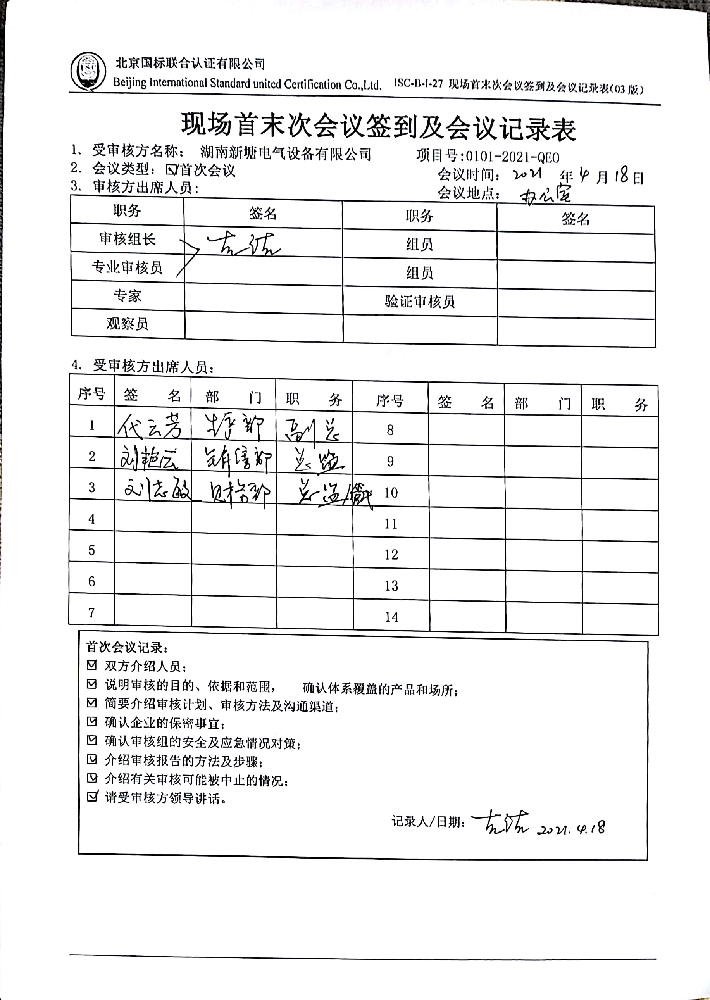 北京国标联合认证有限公司
Beijing International Standard united Certification Co.,Ltd. ISC-B-I-27 现场首末次会议签到及会议记录表(03 版)
现场首末次会议签到及会议记录表
1. 受审核方名称： 湖南新塘电气设备有限公司 项目号:0101-2021-QEO
2. 会议类型：☑首次会议 会议时间：2021 年 4 月 18 日
3. 审核方出席人员： 会议地点： 办公室
职务 签名 职务 签名
审核组长 组员
专业审核员 组员
专家 验证审核员
观察员
4. 受审核方出席人员：
序号 签 名 部 门 职 务 序号 签 名 部 门 职 务
1 代云芳 部 副总 8
2 刘艳云 销售部 总监 9
3 刘志敏 财务部 总监 10
4 11
5 12
6 13
7 14
首次会议记录：
☑ 双方介绍人员；
☑ 说明审核的目的、依据和范围， 确认体系覆盖的产品和场所；
☑ 简要介绍审核计划、审核方法及沟通渠道；
☑ 确认企业的保密事宜；
☑ 确认审核组的安全及应急情况对策；
☑ 介绍审核报告的方法及步骤；
☑ 介绍有关审核可能被中止的情况；
☑ 请受审核方领导讲话。
记录人/日期： 2021.4.18